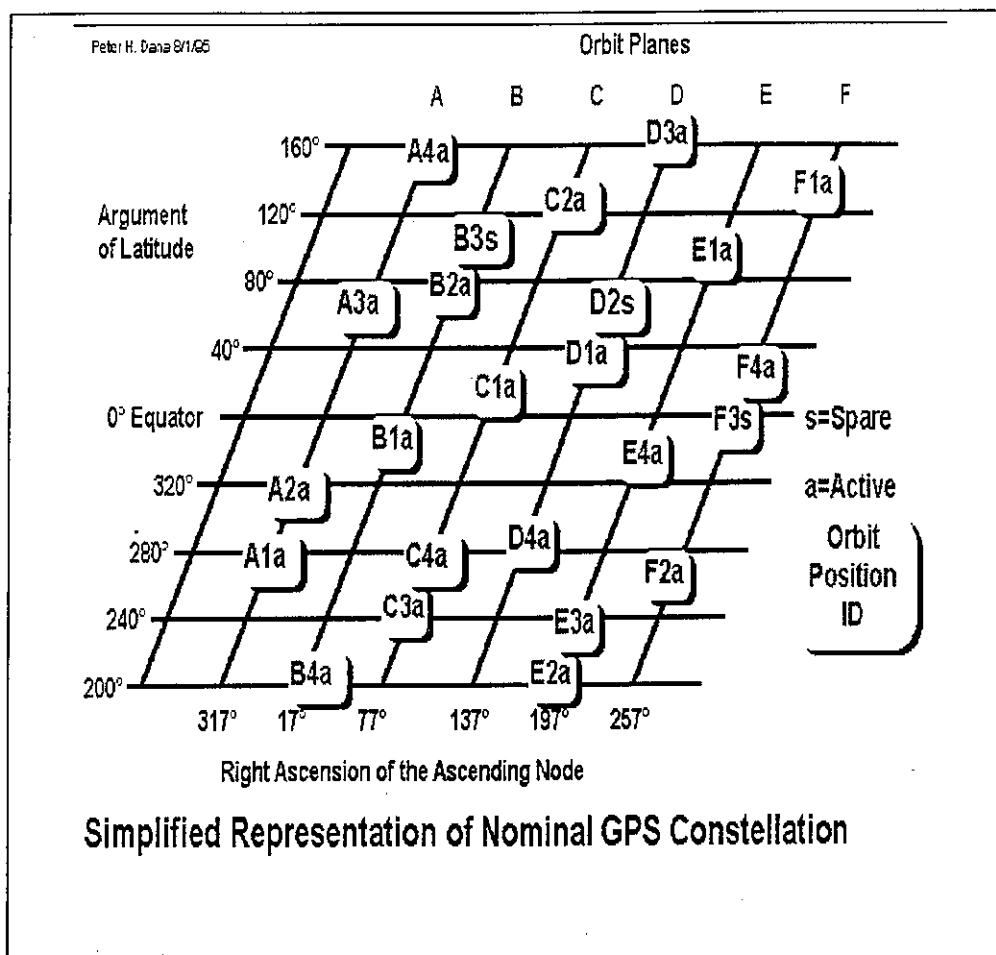 Peter H. Dana 8/1/95
Orbit Planes
A B C D E F
160° A4a D3a
F1a
C2a
Argument
of Latitude
120°
B3s
E1a
80° B2a
A3a D2s
40° D1a
F4a
C1a
0° Equator F3s s=Spare
B1a
E4a
320° A2a a=Active
Orbit
Position
ID
280° A1a C4a D4a
F2a
C3a
240° E3a
200° B4a E2a
317° 17° 77° 137° 197° 257°
Right Ascension of the Ascending Node
Simplified Representation of Nominal GPS Constellation